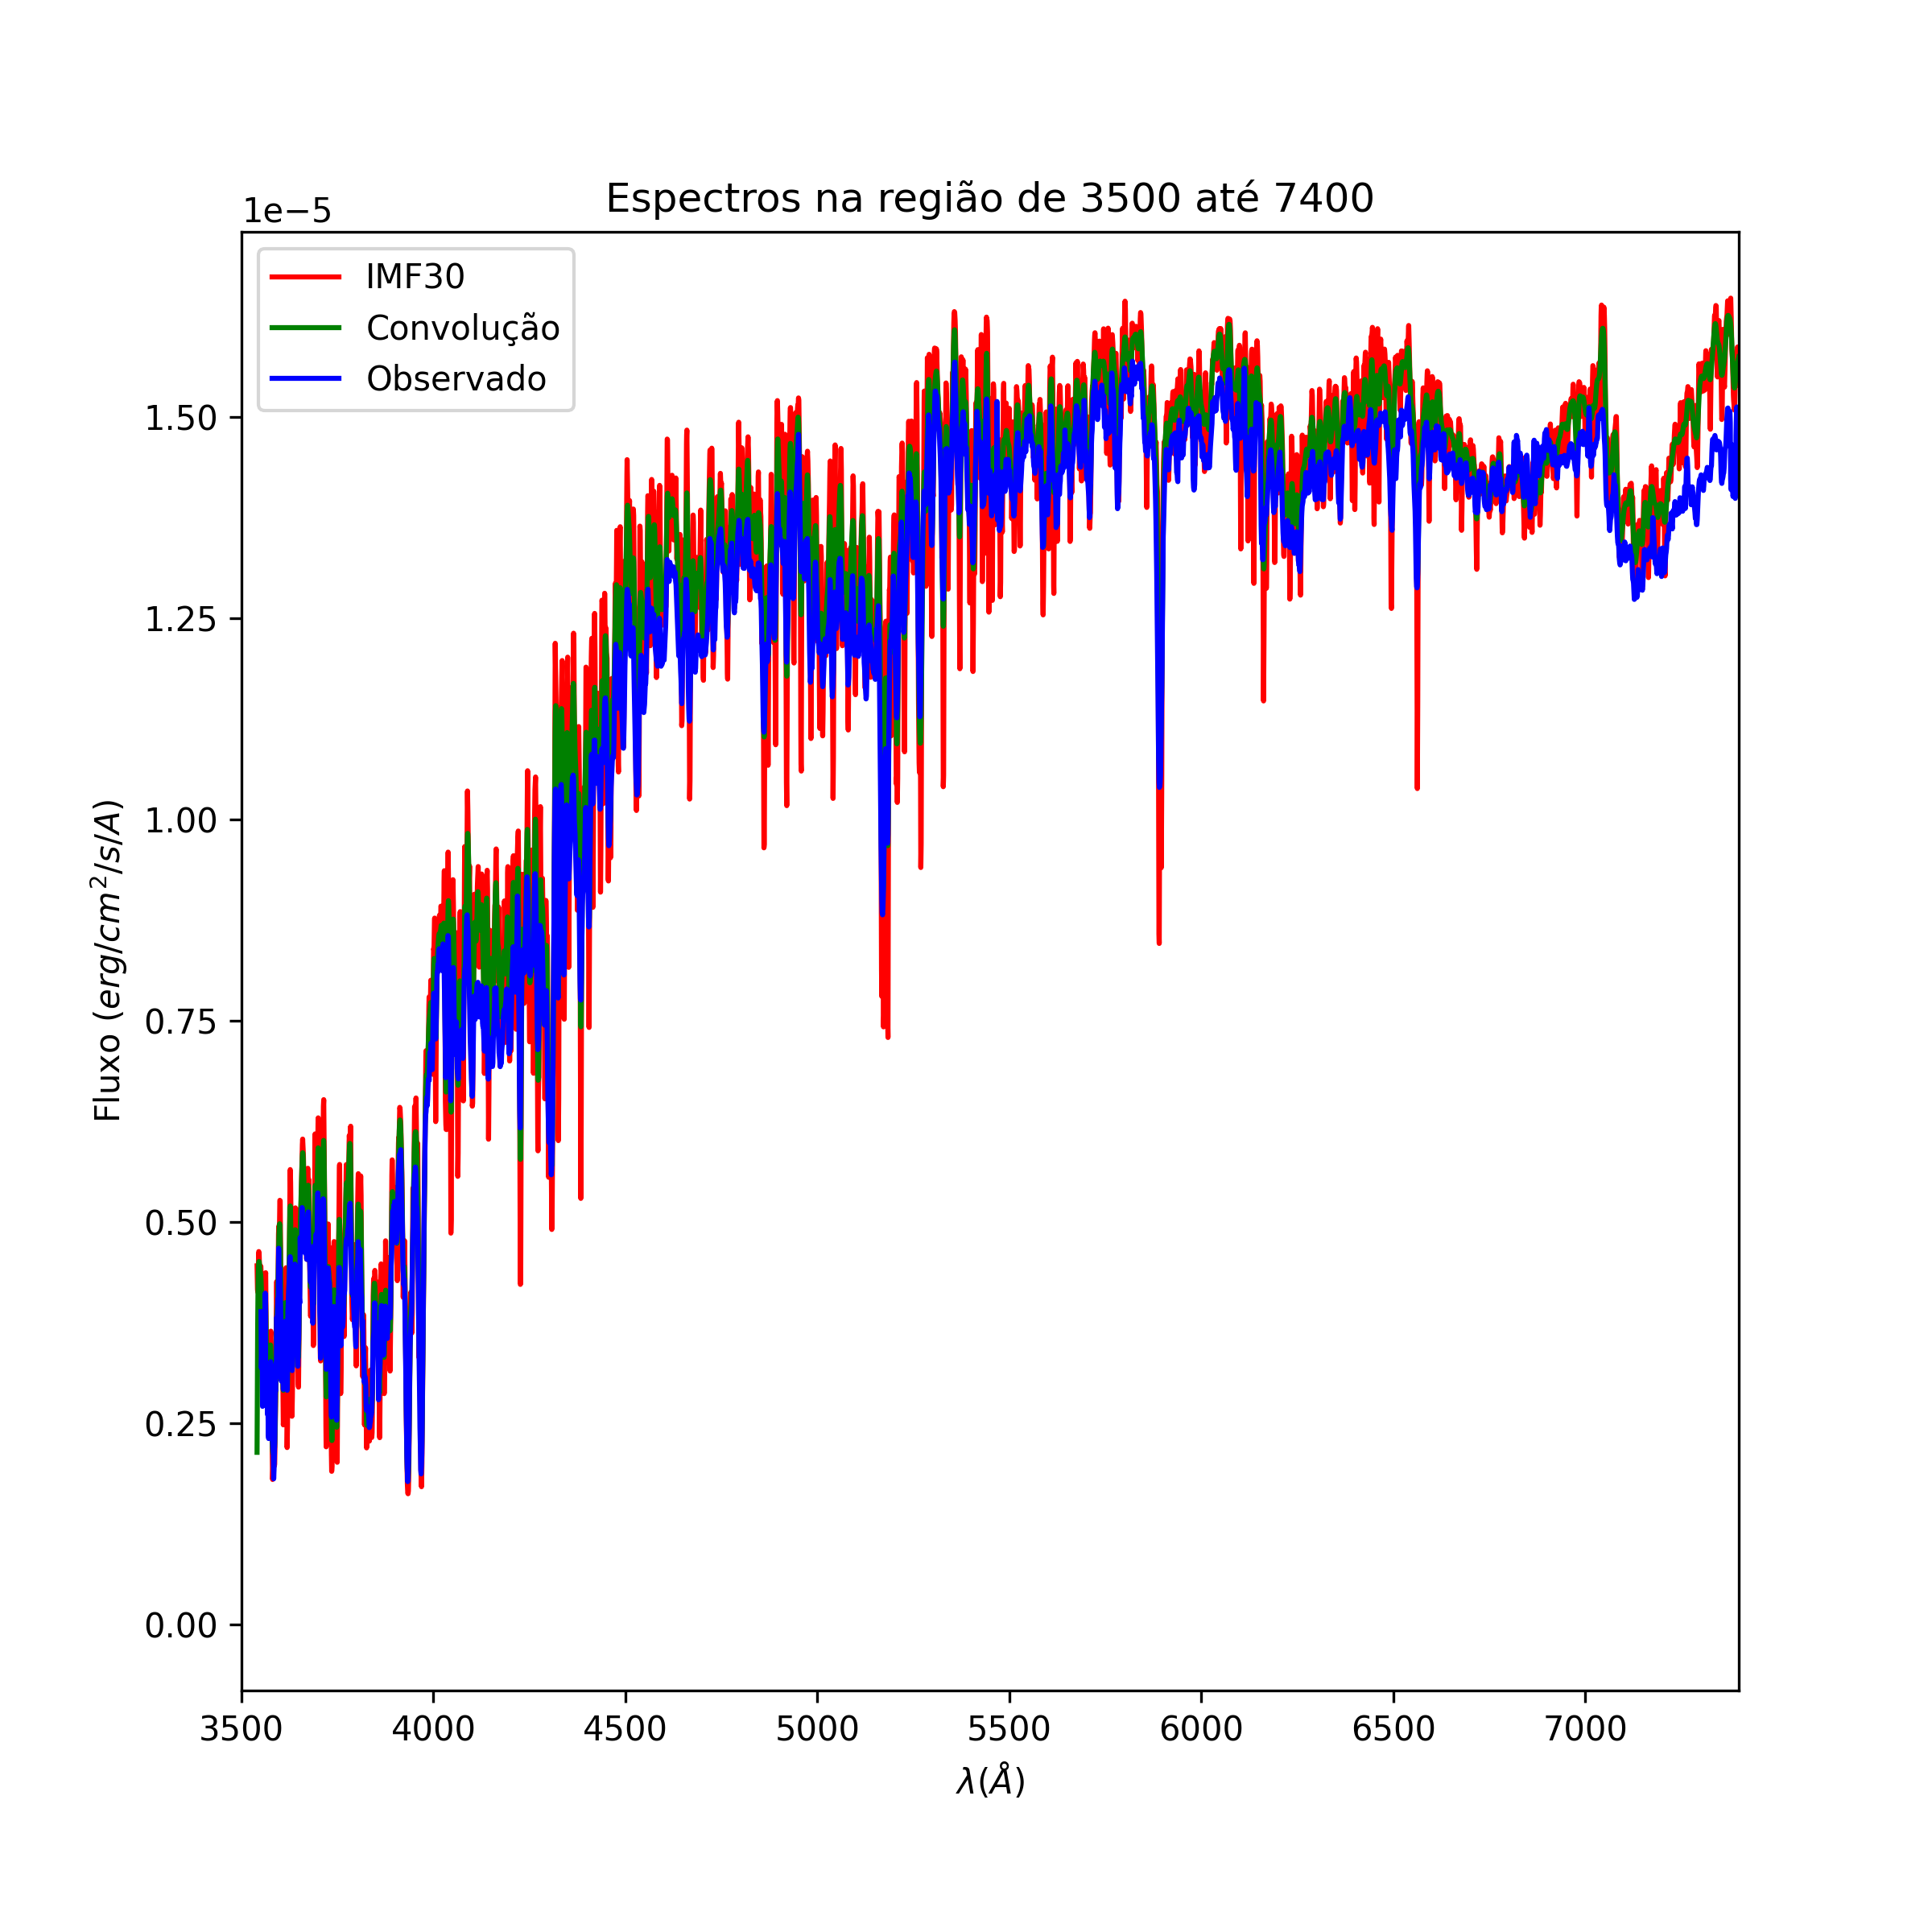 Espectros na região de 3500 até 7400
1e−5
IMF30
Convolução
Observado
1.50
1.25
1.00
0.75
0.50
0.25
0.00
Fluxo (erg/cm²/s/A)
3500 4000 4500 5000 5500 6000 6500 7000
λ(Å)